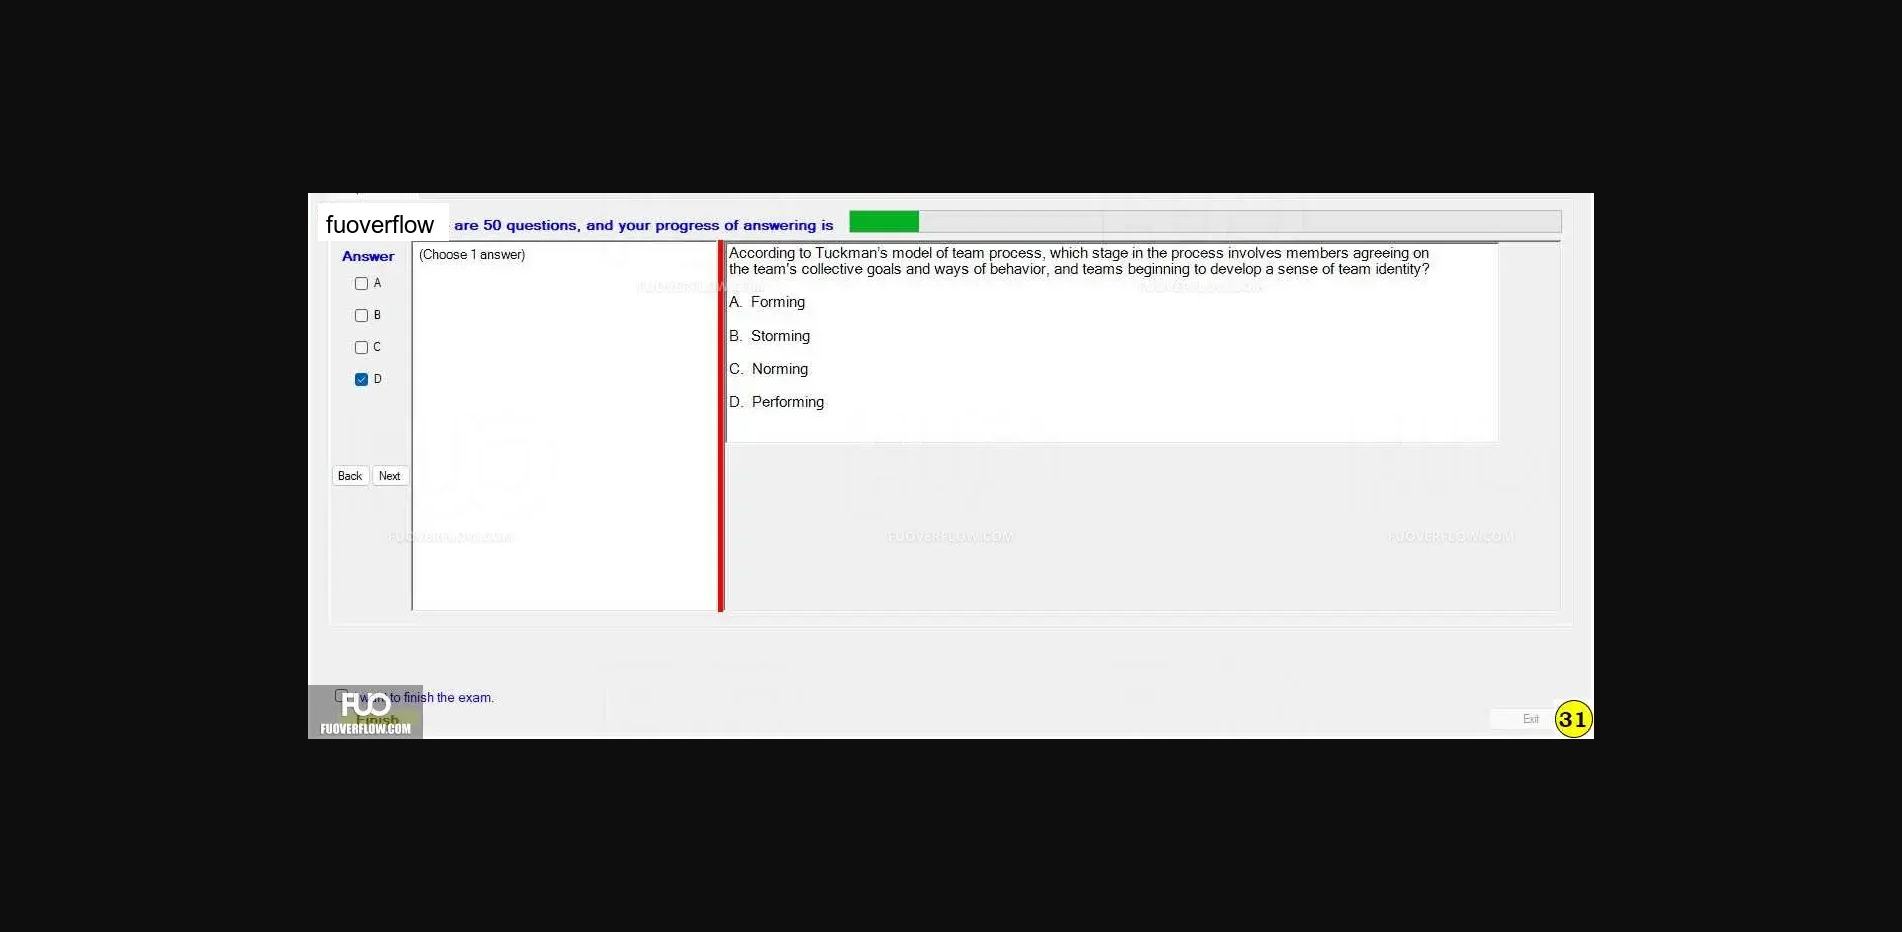 fuoverflow are 50 questions, and your progress of answering is
Answer
(Choose 1 answer)
A
B
C
D
Back Next
According to Tuckman's model of team process, which stage in the process involves members agreeing on
the team's collective goals and ways of behavior, and teams beginning to develop a sense of team identity?
A. Forming
B. Storming
C. Norming
D. Performing
FUOVERFLOW.COM FUOVERFLOW.COM
FUOVERFLOW.COM FUOVERFLOW.COM FUOVERFLOW.COM
want to finish the exam.
FUO
Finish
FUOVERFLOW.COM
Exit
31